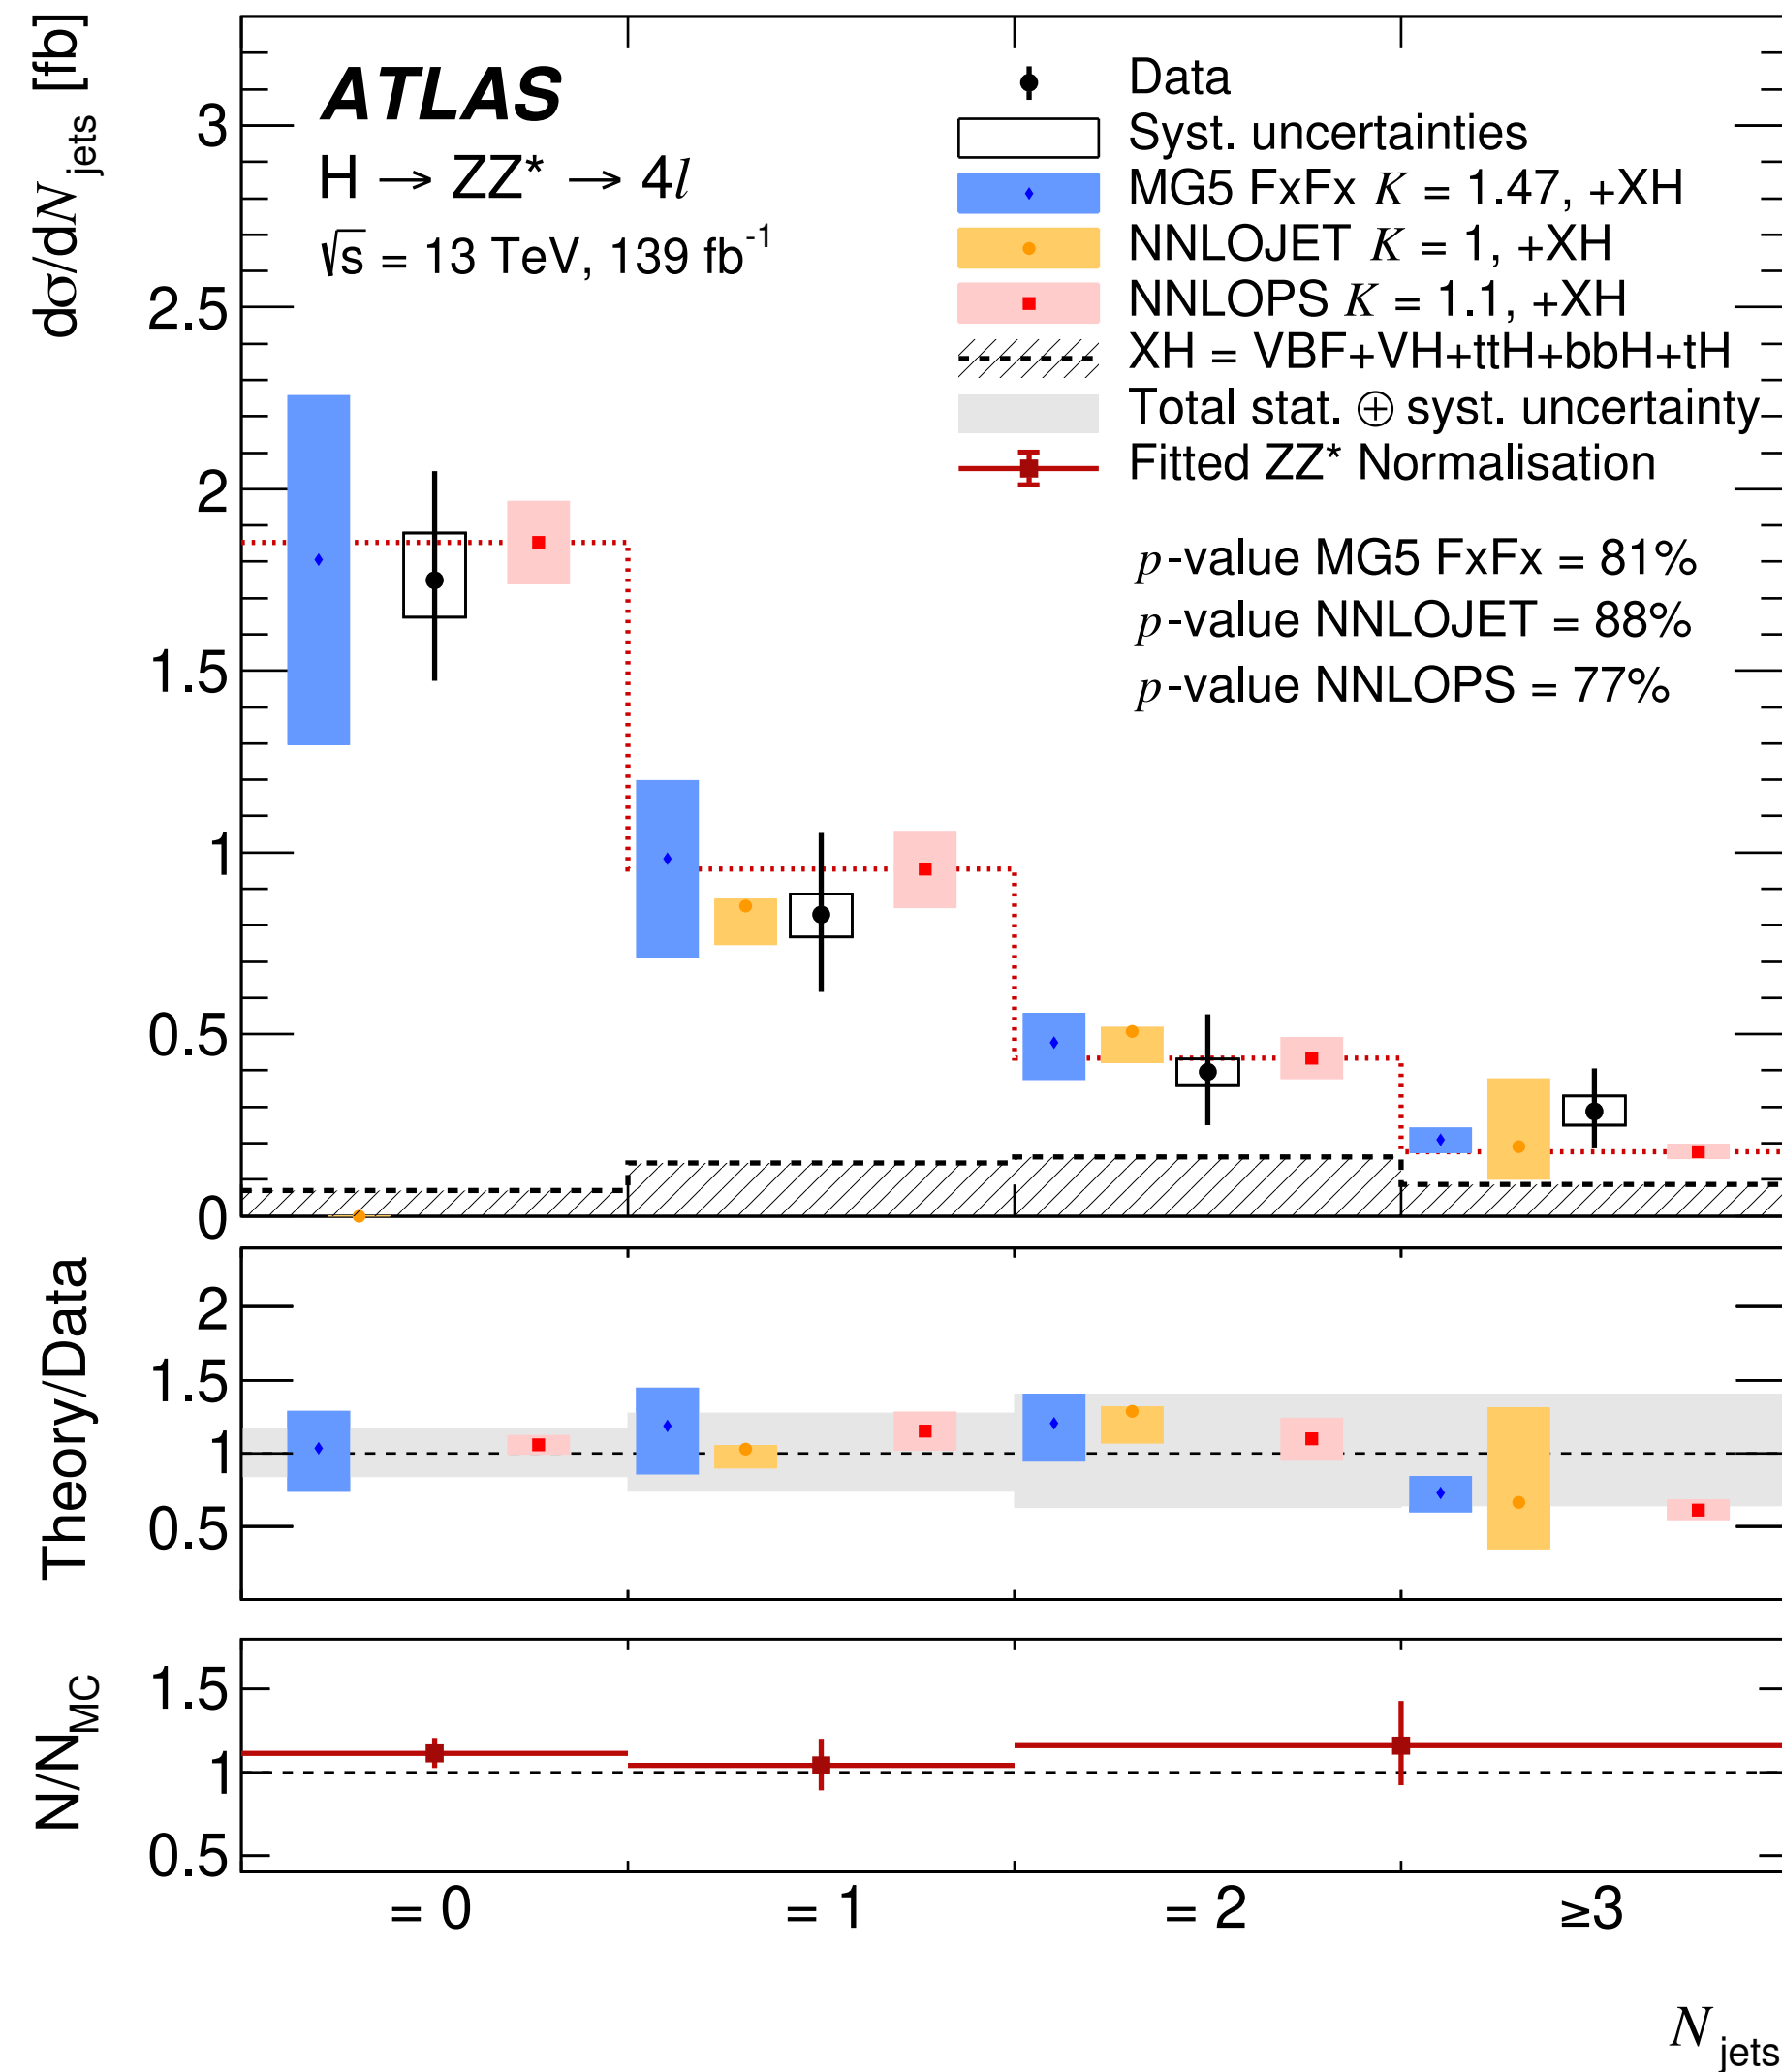 dσ/dN jets [fb]
ATLAS
H → ZZ* → 4l
√s = 13 TeV, 139 fb-1
Data
Syst. uncertainties
MG5 FxFx K = 1.47, +XH
NNLOJET K = 1, +XH
NNLOPS K = 1.1, +XH
XH = VBF+VH+ttH+bbH+tH
Total stat. ⊕ syst. uncertainty
Fitted ZZ* Normalisation
p-value MG5 FxFx = 81%
p-value NNLOJET = 88%
p-value NNLOPS = 77%
3
2.5
2
1.5
1
0.5
0
Theory/Data
2
1.5
1
0.5
N/NMC
1.5
1
0.5
= 0
= 1
= 2
≥3
N jets